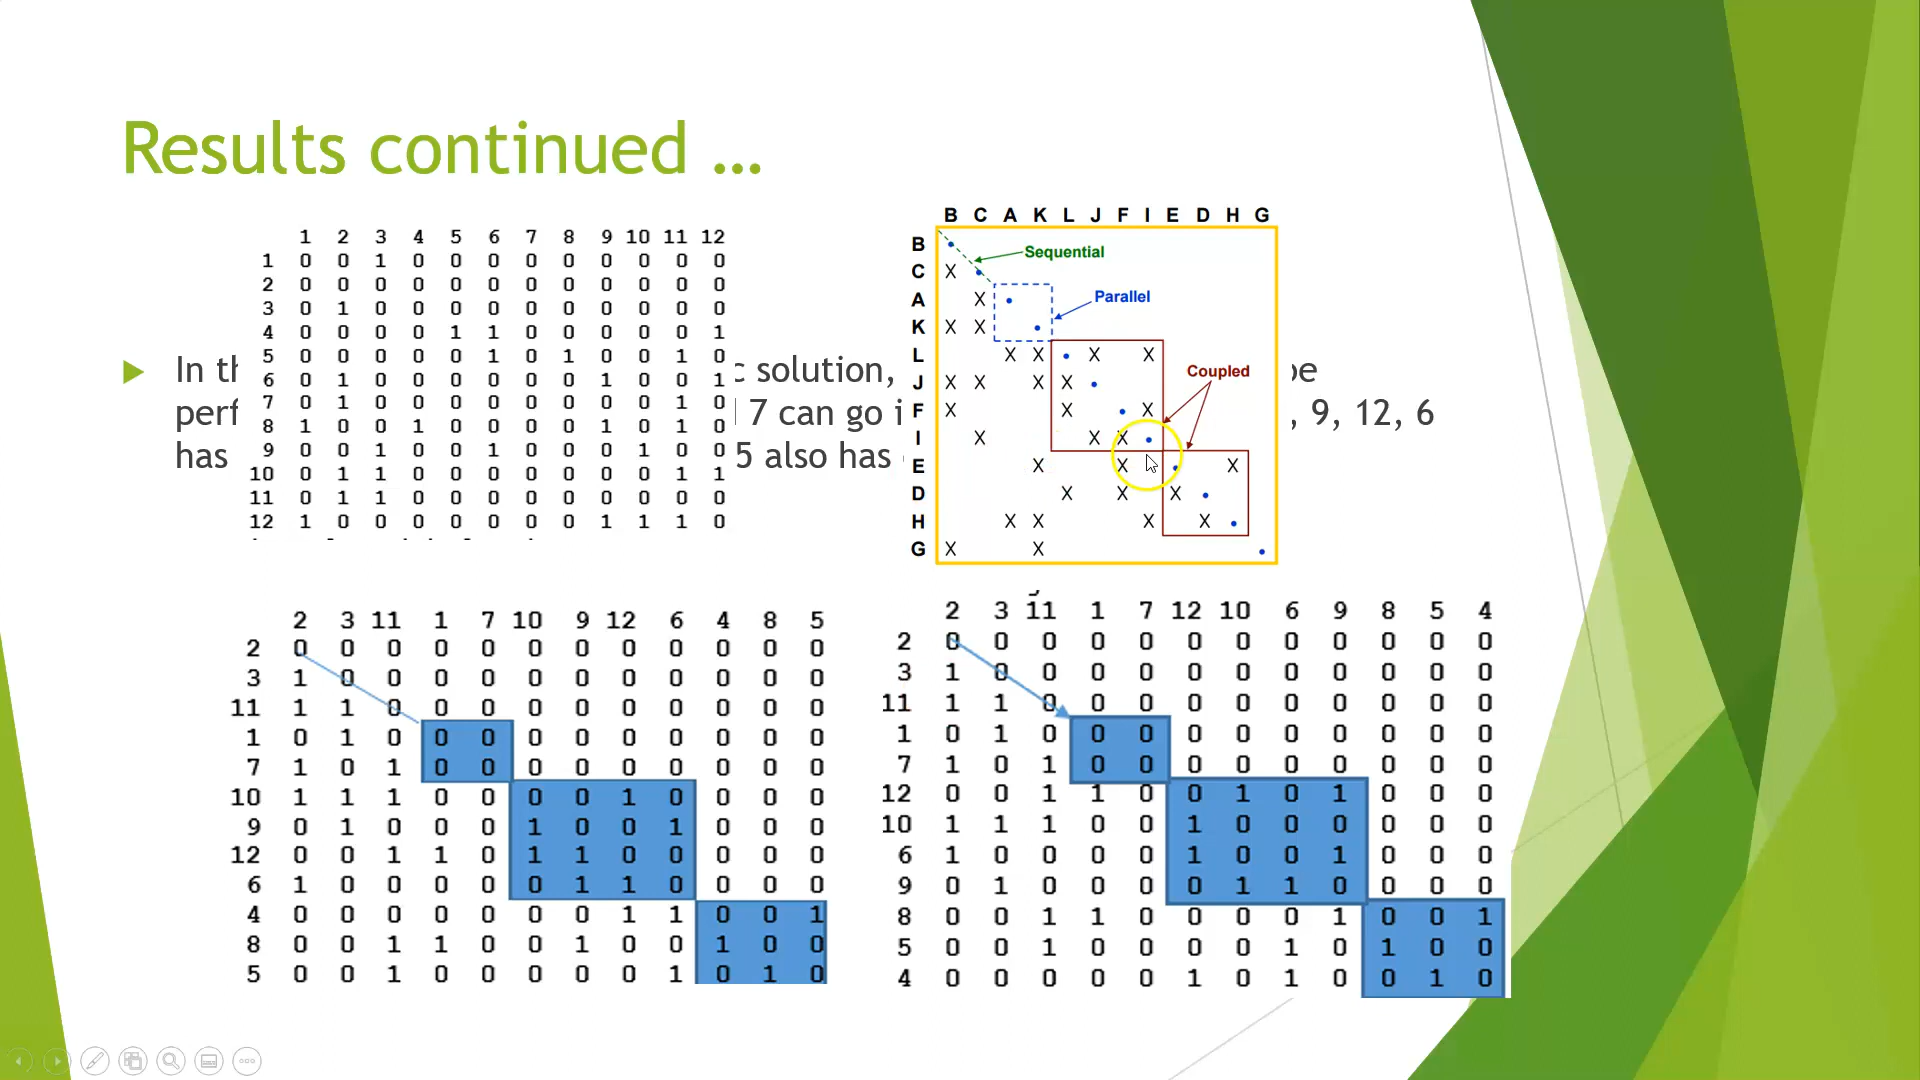 Results continued ...
1 2 3 4 5 6 7 8 9 10 11 12
1 0 0 1 0 0 0 0 0 0 0 0 0
2 0 0 0 0 0 0 0 0 0 0 0 0
3 0 1 0 0 0 0 0 0 0 0 0 0
4 0 0 0 0 1 1 0 0 0 0 0 1
5 0 0 0 0 0 1 0 1 0 0 1 0
6 0 1 0 0 0 0 0 0 1 0 0 1
7 0 1 0 0 0 0 0 0 0 0 1 0
8 1 0 0 1 0 0 0 0 1 0 1 0
9 0 0 1 0 0 1 0 0 0 1 0 0
10 0 1 1 0 0 0 0 0 0 0 1 1
11 0 1 1 0 0 0 0 0 0 0 0 0
12 1 0 0 0 0 0 0 0 1 1 1 0
In solution,
7 can go , 9, 12, 6
has 5 also has
B C A K L J F I E D H G
B Sequential
C X
A X Parallel
K X X
L X X X X
J X X X X Coupled
F X X X
I X X X
E X X X
D X X X
H X X X X
G X X
2 3 11 1 7 10 9 12 6 4 8 5
2 0 0 0 0 0 0 0 0 0 0 0 0
3 1 0 0 0 0 0 0 0 0 0 0 0
11 1 1 0 0 0 0 0 0 0 0 0 0
1 0 1 0 0 0 0 0 0 0 0 0 0
7 1 0 1 0 0 0 0 0 0 0 0 0
10 1 1 1 0 0 0 0 1 0 0 0 0
9 0 1 0 0 0 1 0 0 1 0 0 0
12 0 0 1 1 0 1 1 0 0 0 0 0
6 1 0 0 0 0 0 1 1 0 0 0 0
4 0 0 0 0 0 0 0 1 1 0 0 1
8 0 0 1 1 0 0 1 0 0 1 0 0
5 0 0 1 0 0 0 0 0 1 0 1 0
2 3 11 1 7 12 10 6 9 8 5 4
2 0 0 0 0 0 0 0 0 0 0 0 0
3 1 0 0 0 0 0 0 0 0 0 0 0
11 1 1 0 0 0 0 0 0 0 0 0 0
1 0 1 0 0 0 0 0 0 0 0 0 0
7 1 0 1 0 0 0 0 0 0 0 0 0
12 0 0 1 1 0 0 1 0 1 0 0 0
10 1 1 1 0 0 1 0 0 0 0 0 0
6 1 0 0 0 0 1 0 0 1 0 0 0
9 0 1 0 0 0 0 1 1 0 0 0 0
8 0 0 1 1 0 0 0 0 1 0 0 1
5 0 0 1 0 0 0 0 1 0 1 0 0
4 0 0 0 0 0 1 0 1 0 0 1 0